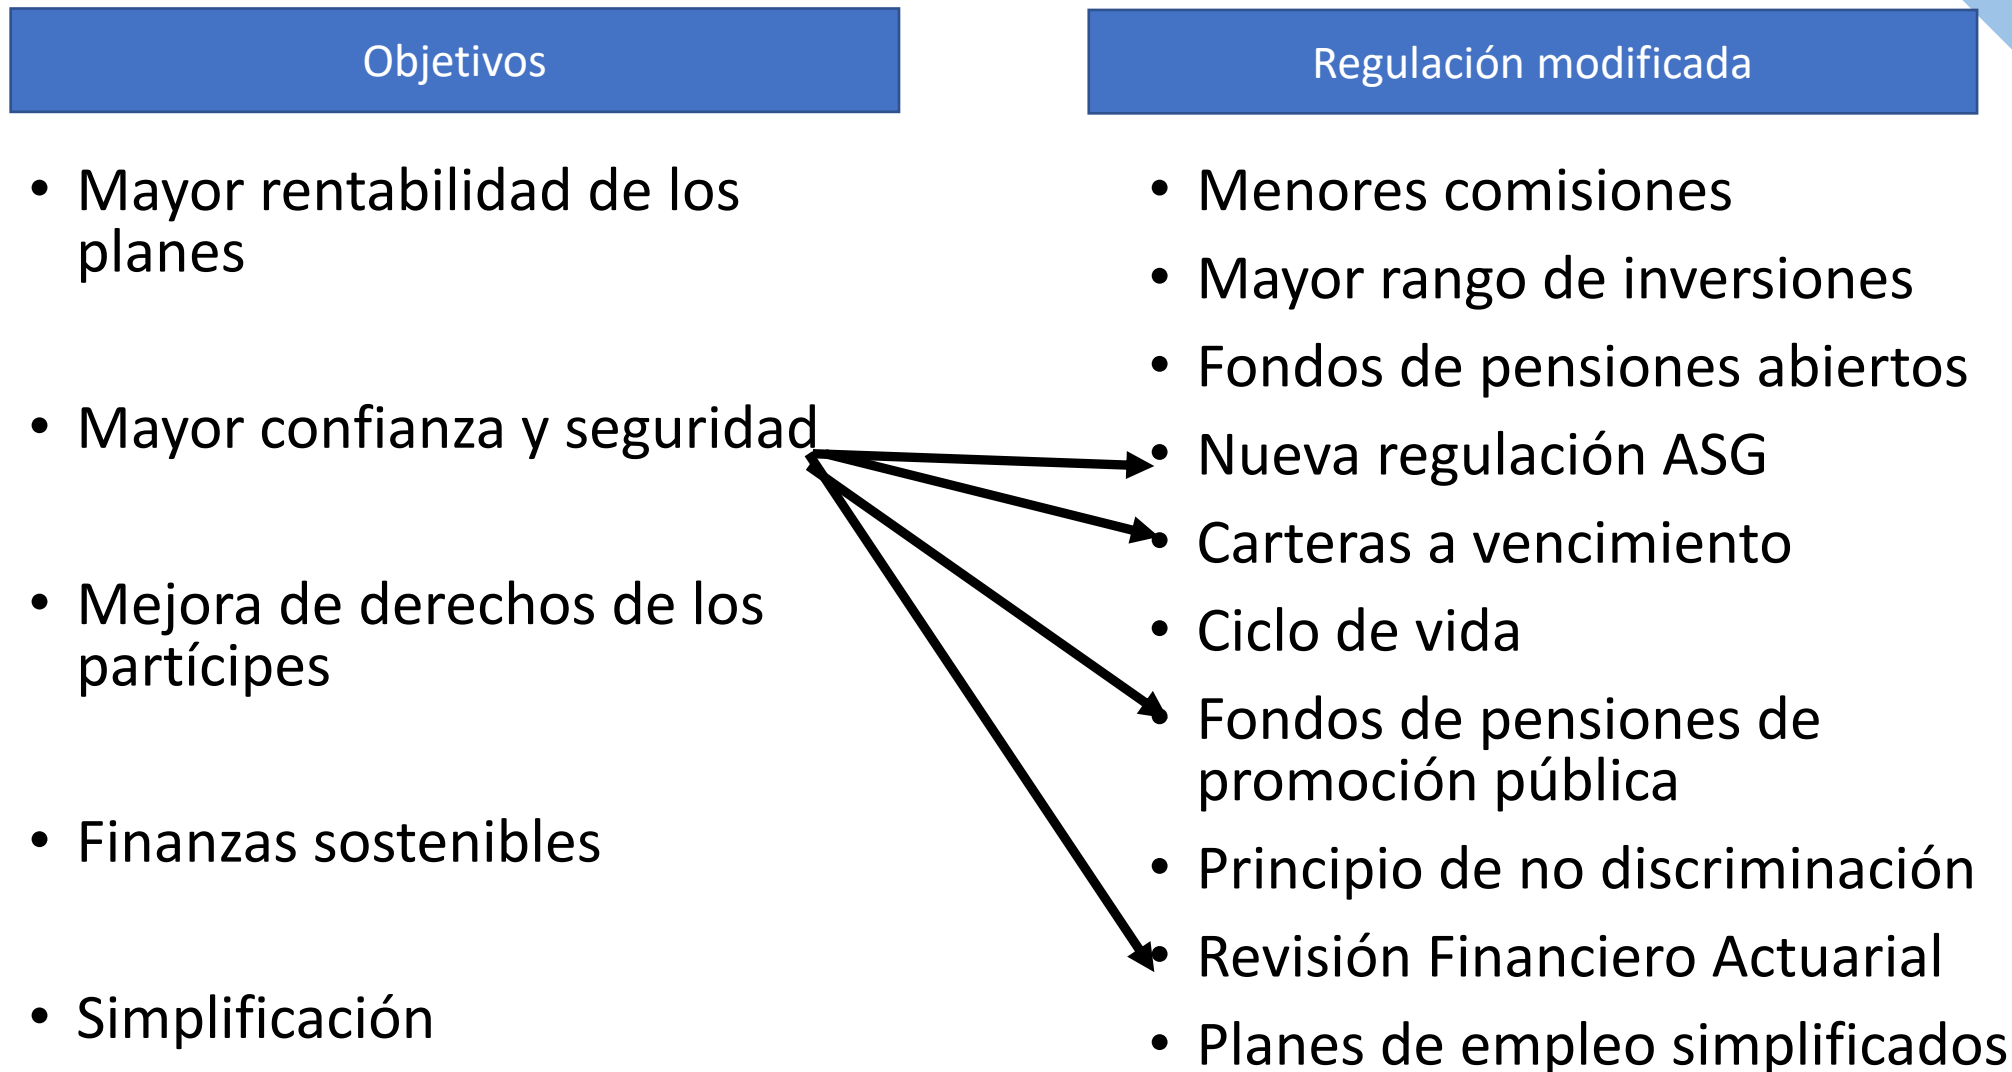 Objetivos
• Mayor rentabilidad de los
planes
• Mayor confianza y seguridad
• Mejora de derechos de los
partícipes
• Finanzas sostenibles
• Simplificación
Regulación modificada
• Menores comisiones
• Mayor rango de inversiones
• Fondos de pensiones abiertos
• Nueva regulación ASG
• Carteras a vencimiento
• Ciclo de vida
• Fondos de pensiones de
promoción pública
• Principio de no discriminación
• Revisión Financiero Actuarial
• Planes de empleo simplificados